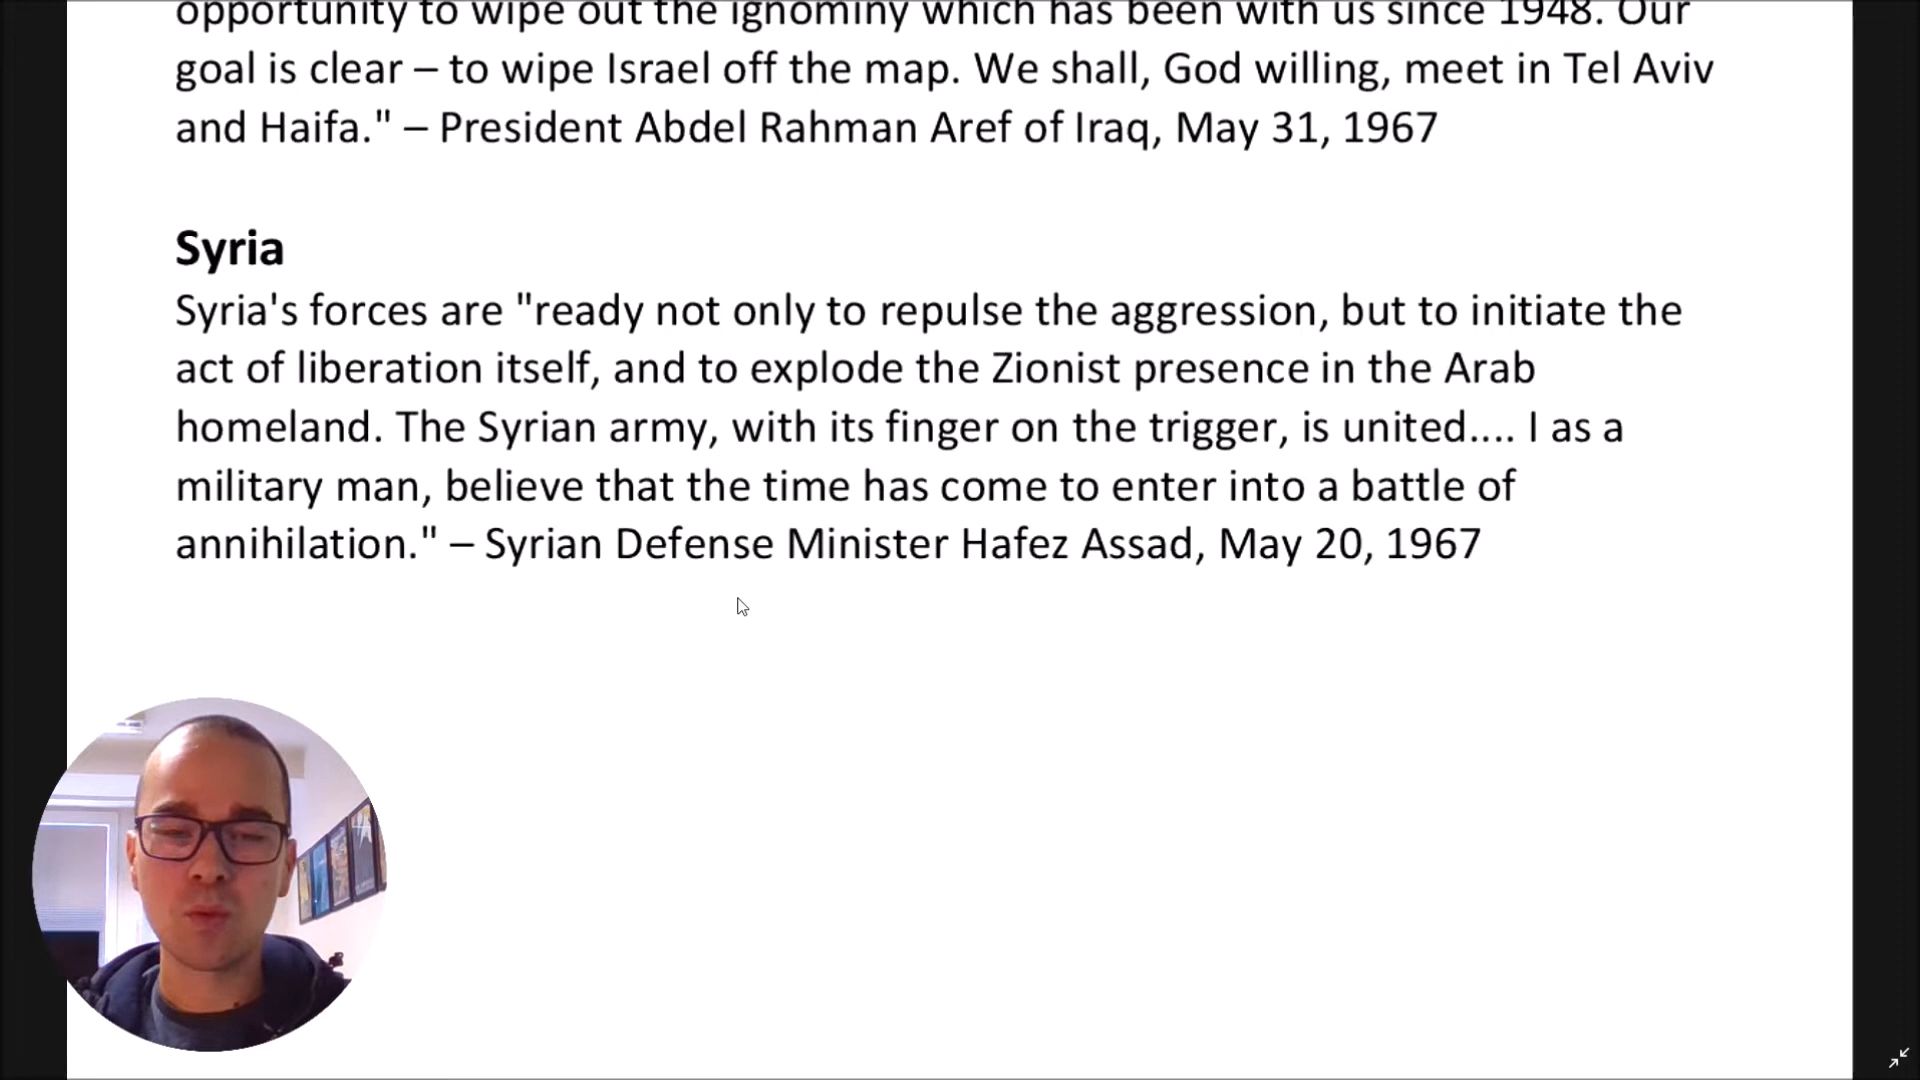 opportunity to wipe out the ignominy which has been with us since 1948. Our
goal is clear – to wipe Israel off the map. We shall, God willing, meet in Tel Aviv
and Haifa." – President Abdel Rahman Aref of Iraq, May 31, 1967
Syria
Syria's forces are "ready not only to repulse the aggression, but to initiate the
act of liberation itself, and to explode the Zionist presence in the Arab
homeland. The Syrian army, with its finger on the trigger, is united.... I as a
military man, believe that the time has come to enter into a battle of
annihilation." – Syrian Defense Minister Hafez Assad, May 20, 1967